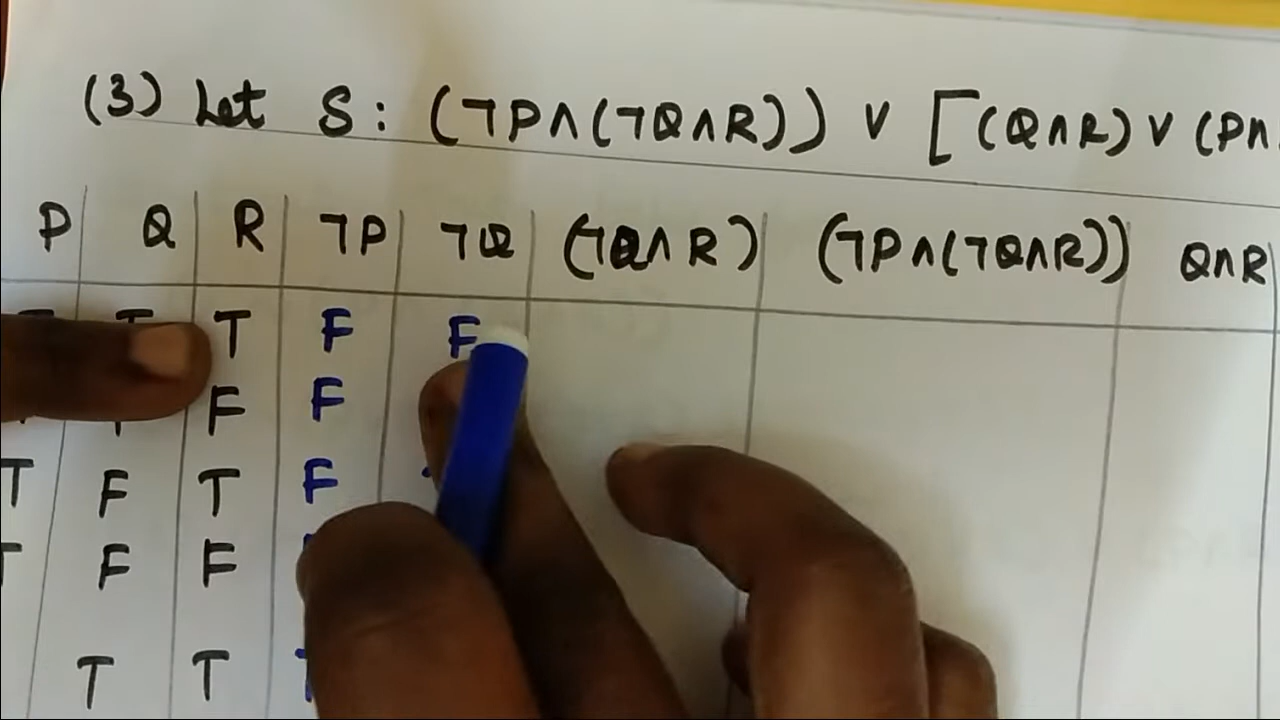 (3) Let S: (¬P∧(¬Q∧R)) ∨ [(Q∧R) ∨ (P∧
P Q R ¬P ¬Q (¬Q∧R) (¬P∧(¬Q∧R)) Q∧R
T T T F F
T F F
T F T F
T F F
T T